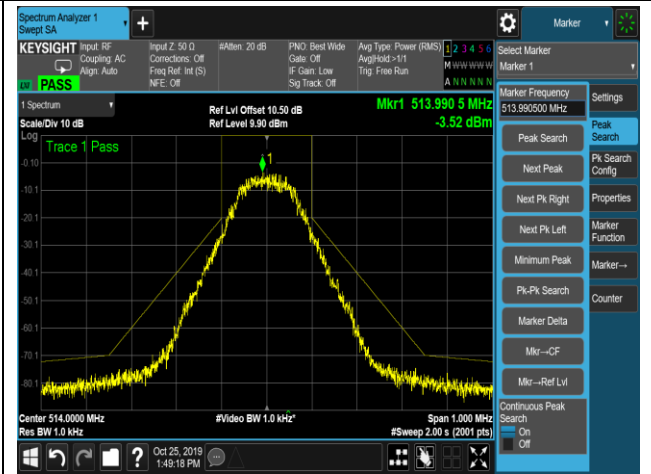 Spectrum Analyzer 1
Swept SA
Marker
KEYSIGHT
Input: RF
Coupling: AC
Align: Auto
Input Z: 50 Ω
Corrections: Off
Freq Ref: Int (S)
NFE: Off
#Atten: 20 dB
PNO: Best Wide
Gate: Off
IF Gain: Low
Sig Track: Off
Avg Type: Power (RMS)
Avg|Hold:>1/1
Trig: Free Run
1 2 3 4 5 6
M W W W W W
A N N N N N
PASS
Select Marker
Marker 1
1 Spectrum
Scale/Div 10 dB
Ref Lvl Offset 10.50 dB
Ref Level 9.90 dBm
Mkr1 513.990 5 MHz
-3.52 dBm
Log
Trace 1 Pass
1
-0.10
-10.1
-20.1
-30.1
-40.1
-50.1
-60.1
-70.1
-80.1
Center 514.0000 MHz
Res BW 1.0 kHz
#Video BW 1.0 kHz*
Span 1.000 MHz
#Sweep 2.00 s (2001 pts)
Marker Frequency
513.990500 MHz
Peak Search
Next Peak
Next Pk Right
Next Pk Left
Minimum Peak
Pk-Pk Search
Marker Delta
Mkr→CF
Mkr→Ref Lvl
Continuous Peak
Search
On
Off
Settings
Peak
Search
Pk Search
Config
Properties
Marker
Function
Marker→
Counter
Oct 25, 2019
1:49:18 PM